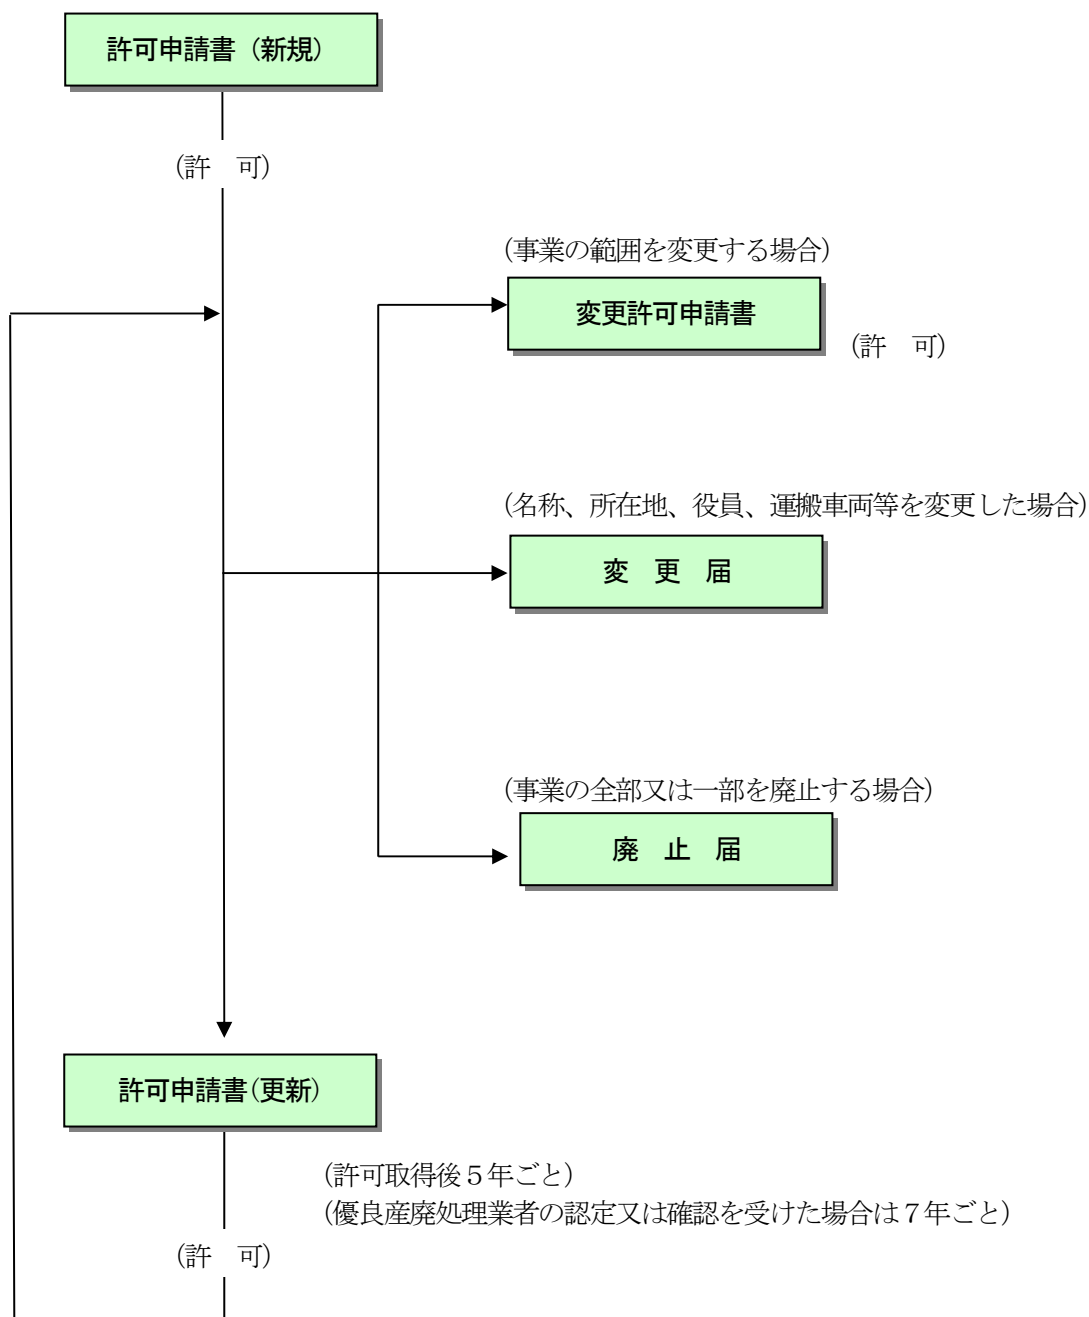 許可申請書（新規）
(許　可)
(事業の範囲を変更する場合)
変更許可申請書
(許　可)
(名称、所在地、役員、運搬車両等を変更した場合)
変　更　届
(事業の全部又は一部を廃止する場合)
廃　止　届
許可申請書(更新)
(許可取得後５年ごと)
(優良産廃処理業者の認定又は確認を受けた場合は７年ごと)
(許　可)